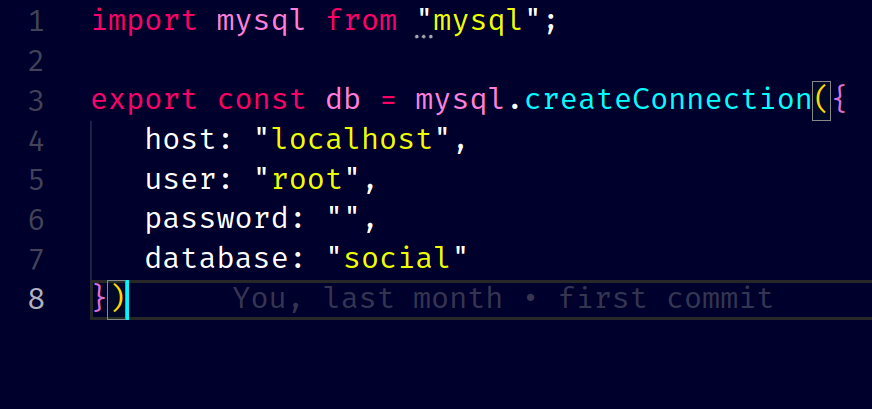 1 import mysql from "mysql";
2
3 export const db = mysql.createConnection({
4 host: "localhost",
5 user: "root",
6 password: "",
7 database: "social"
8 }) You, last month • first commit